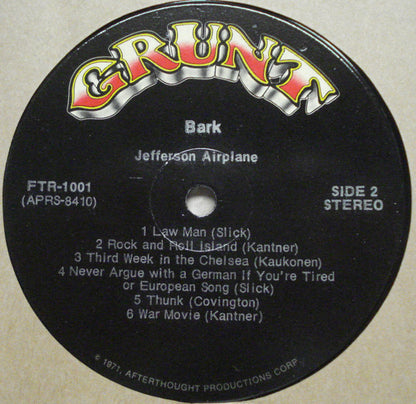 GRUNT
Bark
Jefferson Airplane
FTR-1001
(APRS-8410)
SIDE 2
STEREO
1 Law Man (Slick)
2 Rock and Roll Island (Kantner)
3 Third Week in the Chelsea (Kaukonen)
4 Never Argue with a German If You're Tired
or European Song (Slick)
5 Thunk (Covington)
6 War Movie (Kantner)
© 1971, AFTERTHOUGHT PRODUCTIONS CORP.